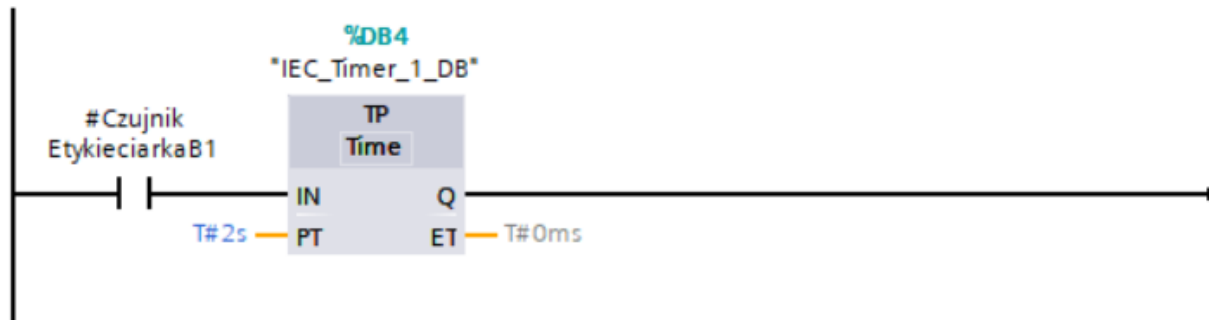 %DB4
"IEC_Timer_1_DB"
#Czujnik
EtykieciarkaB1
TP
Time
IN
Q
T#2s
PT
ET
T#0ms